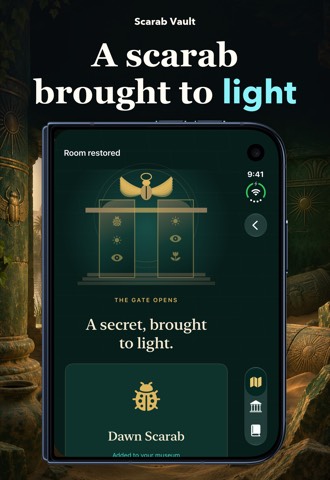 Scarab Vault
A scarab
brought to light
Room restored
9:41
THE GATE OPENS
A secret, brought
to light.
Dawn Scarab
Added to your museum